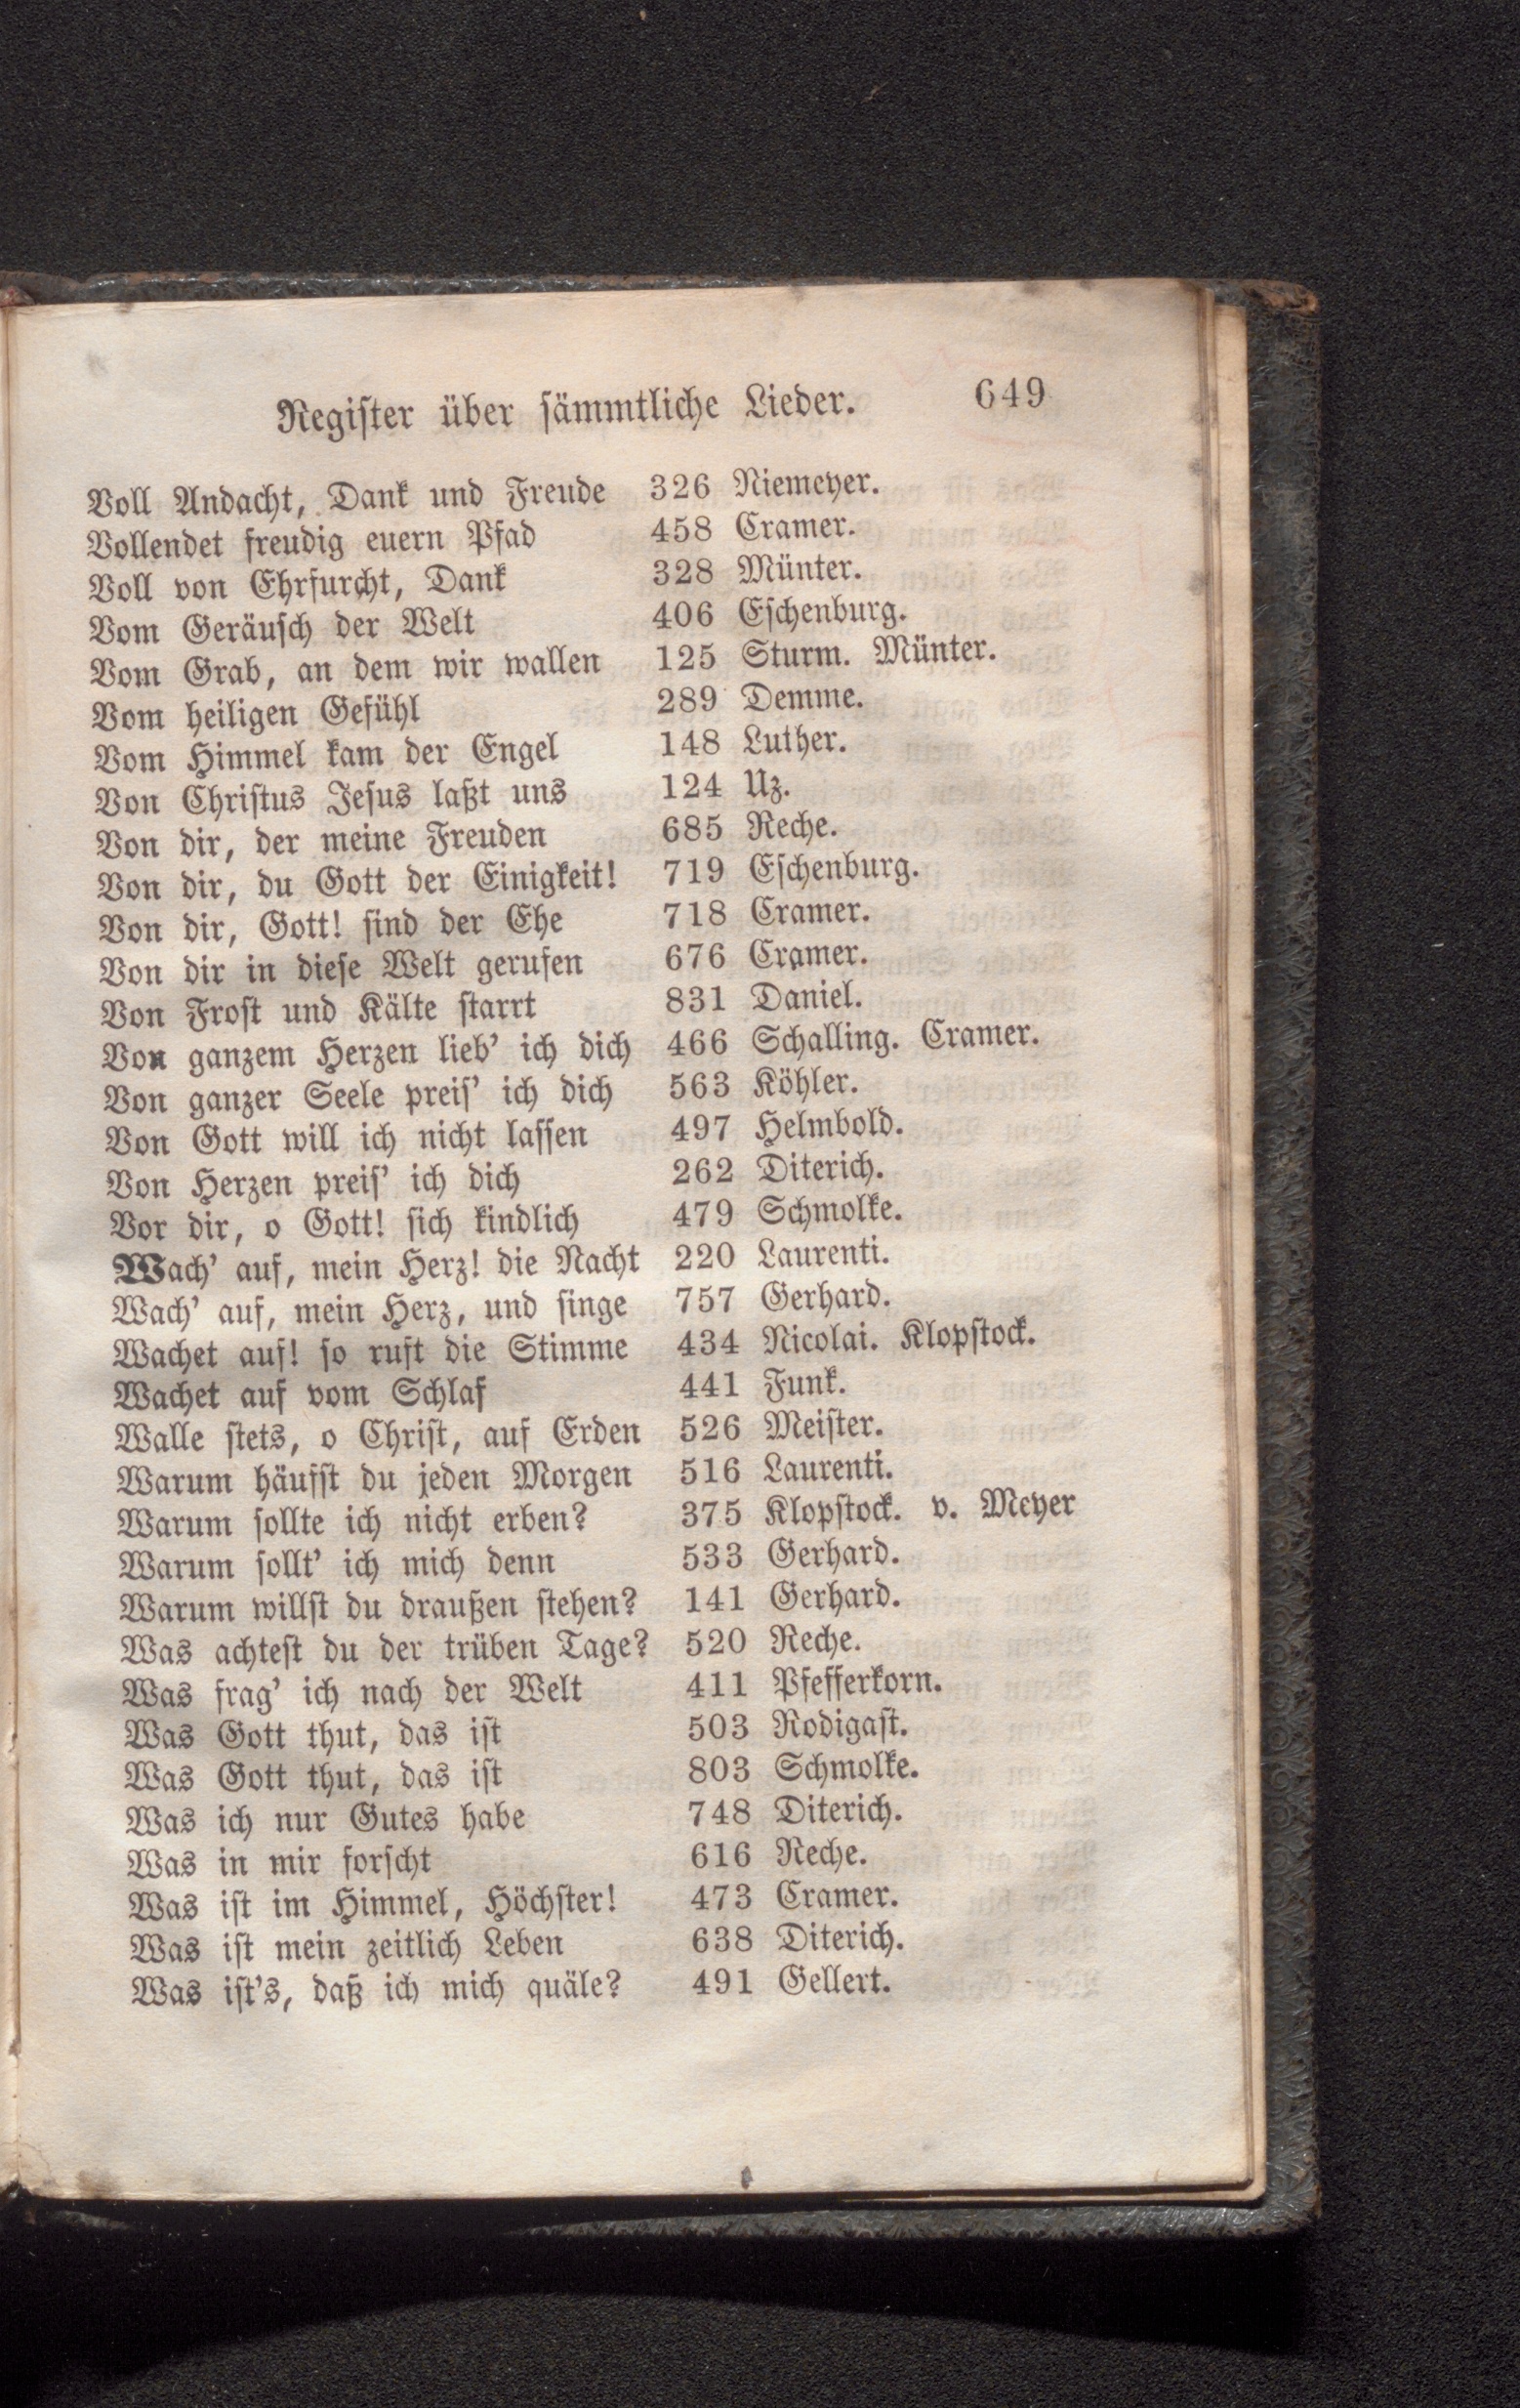 Register über sämmtliche Lieder. 649
Voll Andacht, Dank und Freude 326 Niemeyer.
Vollendet freudig euern Pfad 458 Cramer.
Voll von Ehrfurcht, Dank 328 Münter.
Vom Geräusch der Welt 406 Eschenburg.
Vom Grab, an dem wir wallen 125 Sturm. Münter.
Vom heiligen Gefühl 289 Demme.
Vom Himmel kam der Engel 148 Luther.
Von Christus Jesus laßt uns 124 Uz.
Von dir, der meine Freuden 685 Reche.
Von dir, du Gott der Einigkeit! 719 Eschenburg.
Von dir, Gott! sind der Ehe 718 Cramer.
Von dir in diese Welt gerufen 676 Cramer.
Von Frost und Kälte starrt 831 Daniel.
Von ganzem Herzen lieb' ich dich 466 Schalling. Cramer.
Von ganzer Seele preis' ich dich 563 Köhler.
Von Gott will ich nicht lassen 497 Helmbold.
Von Herzen preis' ich dich 262 Diterich.
Vor dir, o Gott! sich kindlich 479 Schmolke.
Wach' auf, mein Herz! die Nacht 220 Laurenti.
Wach' auf, mein Herz, und singe 757 Gerhard.
Wachet auf! so ruft die Stimme 434 Nicolai. Klopstock.
Wachet auf vom Schlaf 441 Funk.
Walle stets, o Christ, auf Erden 526 Meister.
Warum häufst du jeden Morgen 516 Laurenti.
Warum sollte ich nicht erben? 375 Klopstock. v. Meyer
Warum sollt' ich mich denn 533 Gerhard.
Warum willst du draußen stehen? 141 Gerhard.
Was achtest du der trüben Tage? 520 Reche.
Was frag' ich nach der Welt 411 Pfefferkorn.
Was Gott thut, das ist 503 Rodigast.
Was Gott thut, das ist 803 Schmolke.
Was ich nur Gutes habe 748 Diterich.
Was in mir forscht 616 Reche.
Was ist im Himmel, Höchster! 473 Cramer.
Was ist mein zeitlich Leben 638 Diterich.
Was ist's, daß ich mich quäle? 491 Gellert.